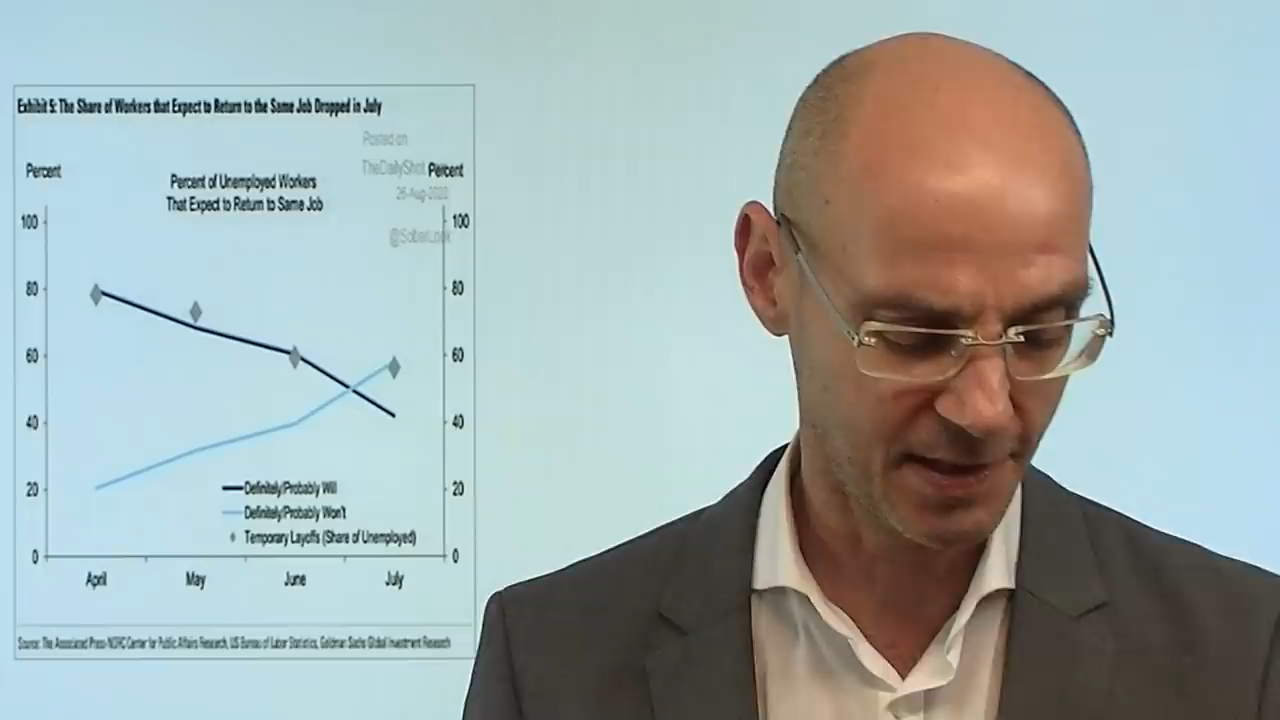 Exhibit 5: The Share of Workers that Expect to Return to the Same Job Dropped in July
Posted on
TheDailyShot
26-Aug-2020
@SoberLook
Percent
Percent
Percent of Unemployed Workers
That Expect to Return to Same Job
100
100
80
80
60
60
40
40
20
20
0
0
Definitely/Probably Will
Definitely/Probably Won't
Temporary Layoffs (Share of Unemployed)
April
May
June
July
Source: The Associated Press-NORC Center for Public Affairs Research, US Bureau of Labor Statistics, Goldman Sachs Global Investment Research